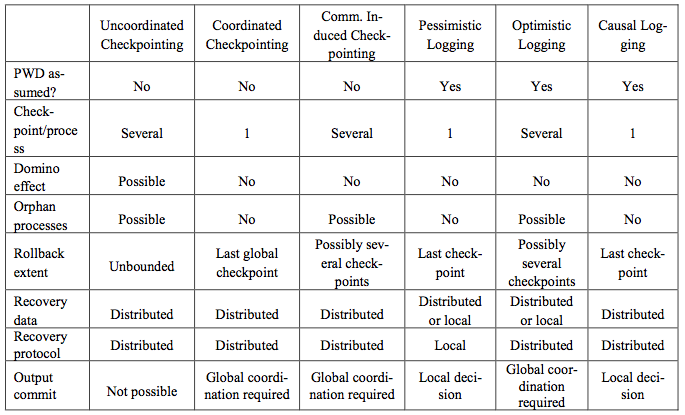 Uncoordinated Checkpointing
Coordinated Checkpointing
Comm. In-
duced Check-
pointing
Pessimistic Logging
Optimistic Logging
Causal Log-
ging
PWD as-
sumed?
No
No
No
Yes
Yes
Yes
Check-
point/proce
ss
Several
1
Several
1
Several
1
Domino
effect
Possible
No
No
No
No
No
Orphan
processes
Possible
No
Possible
No
Possible
No
Rollback
extent
Unbounded
Last global
checkpoint
Possibly sev-
eral check-
points
Last check-
point
Possibly
several
checkpoints
Last check-
point
Recovery
data
Distributed
Distributed
Distributed
Distributed
or local
Distributed
or local
Distributed
Recovery
protocol
Distributed
Distributed
Distributed
Local
Distributed
Distributed
Output
commit
Not possible
Global coordi-
nation required
Global coordi-
nation required
Local deci-
sion
Global coor-
dination
required
Local deci-
sion